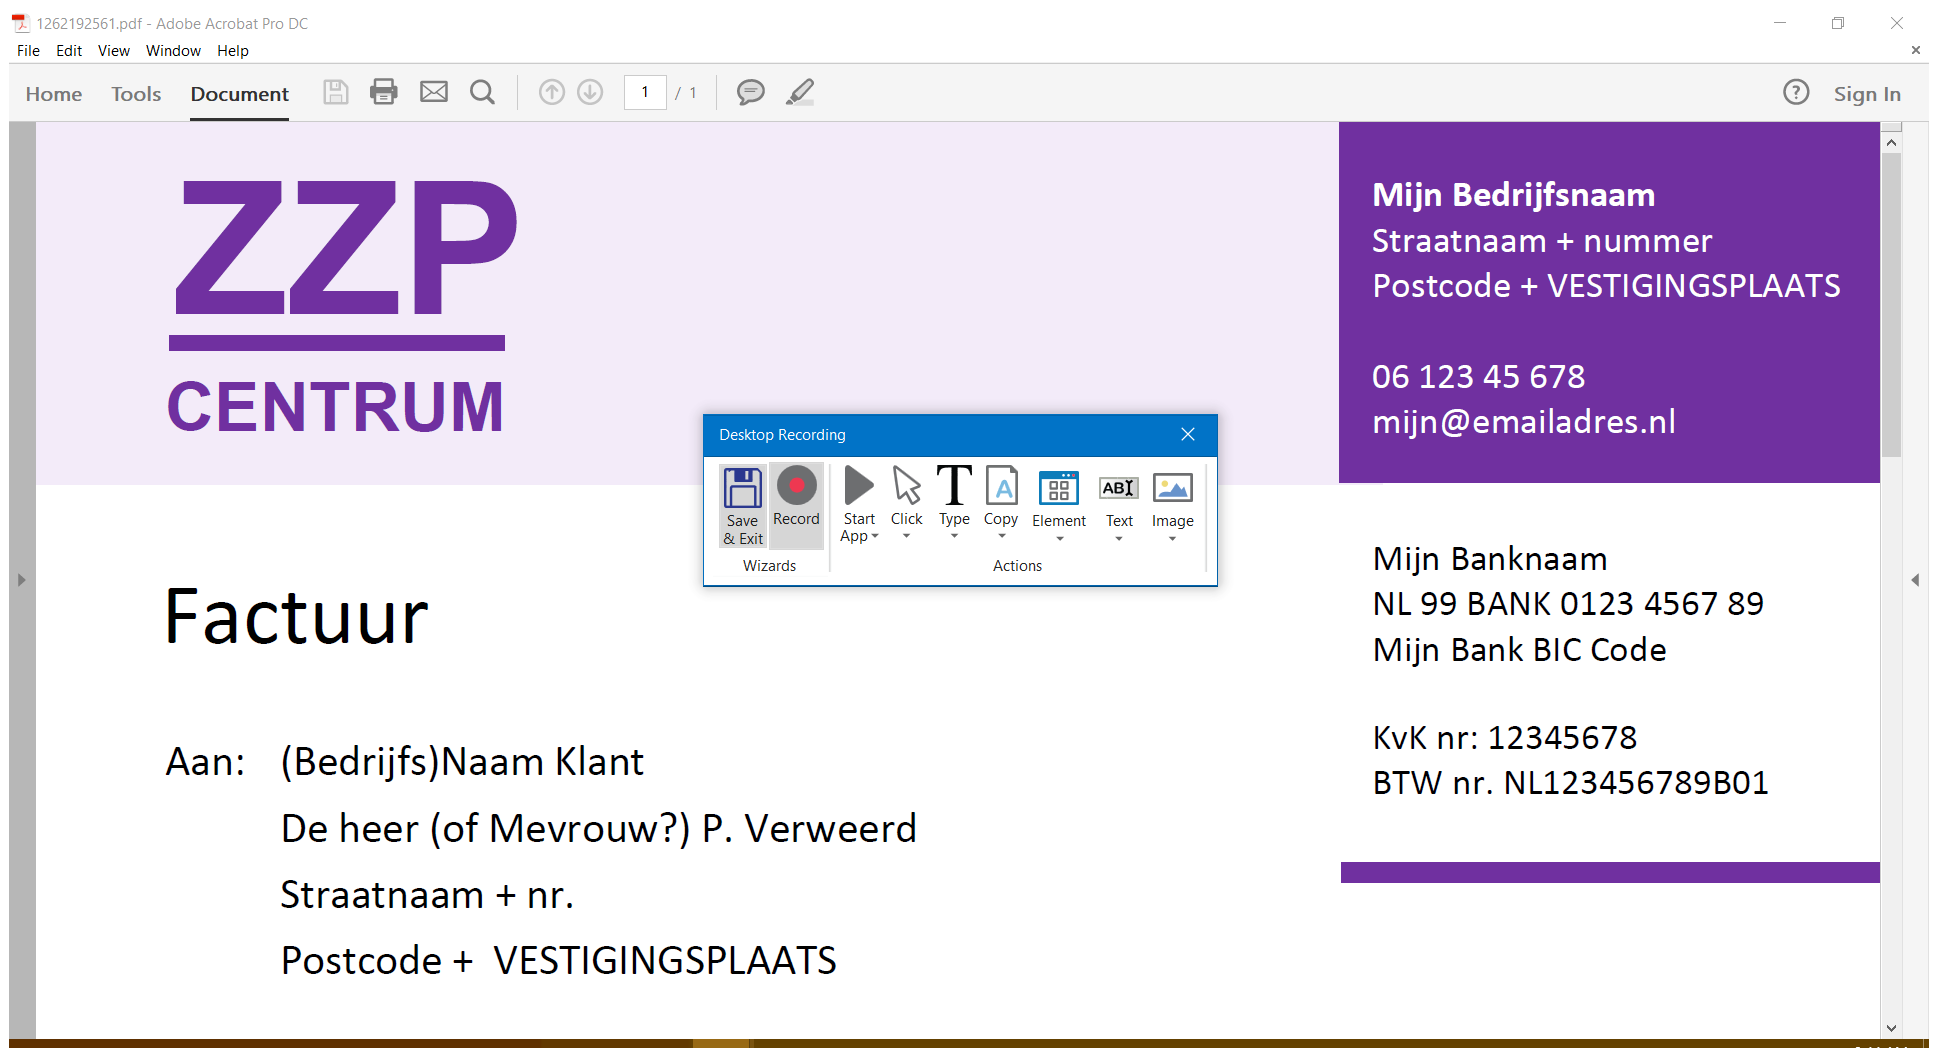 1262192561.pdf - Adobe Acrobat Pro DC
File Edit View Window Help
Home Tools Document 1 / 1 Sign In
ZZP
CENTRUM
Mijn Bedrijfsnaam
Straatnaam + nummer
Postcode + VESTIGINGSPLAATS
06 123 45 678
mijn@emailadres.nl
Desktop Recording
Save & Exit
Record
Start App
Click
Type
Copy
Element
Text
Image
Wizards
Actions
Mijn Banknaam
NL 99 BANK 0123 4567 89
Mijn Bank BIC Code
KvK nr: 12345678
BTW nr. NL123456789B01
Factuur
Aan: (Bedrijfs)Naam Klant
De heer (of Mevrouw?) P. Verweerd
Straatnaam + nr.
Postcode + VESTIGINGSPLAATS